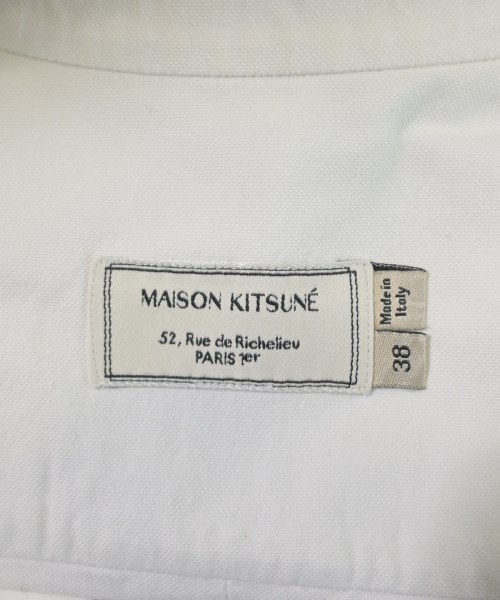 MAISON KITSUNÉ
52, Rue de Richelieu
PARIS 1er
Made in
Italy
38